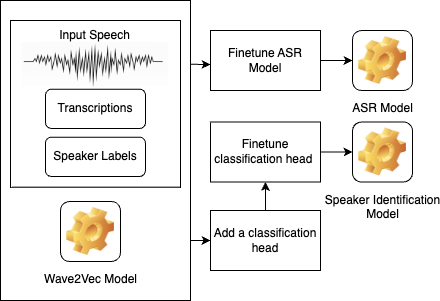 Input Speech
Transcriptions
Speaker Labels
Wave2Vec Model
Finetune ASR
Model
ASR Model
Finetune
classification head
Speaker Identification
Model
Add a classification
head